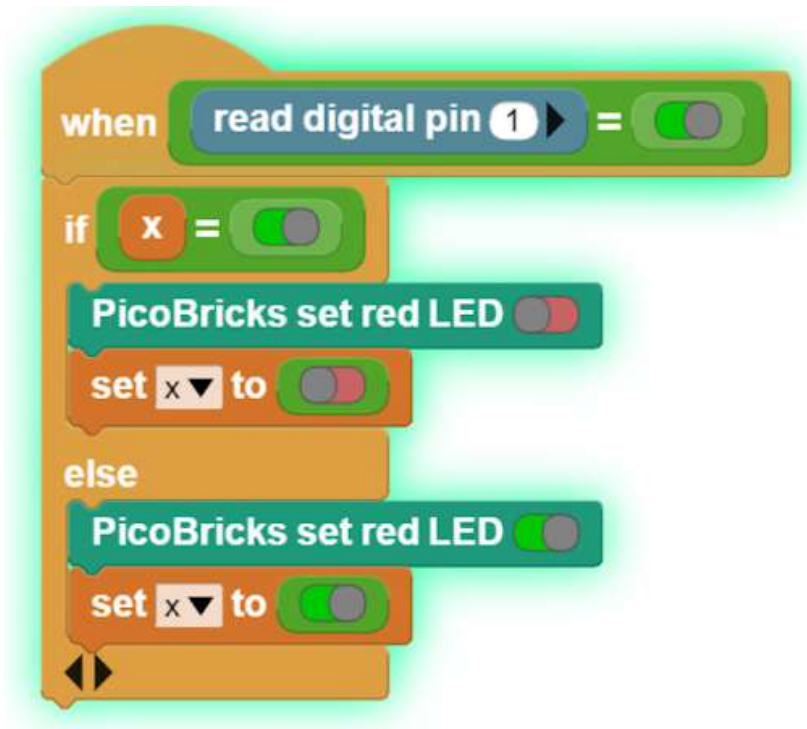 when read digital pin 1 =
if x =
PicoBricks set red LED
set x to
else
PicoBricks set red LED
set x to